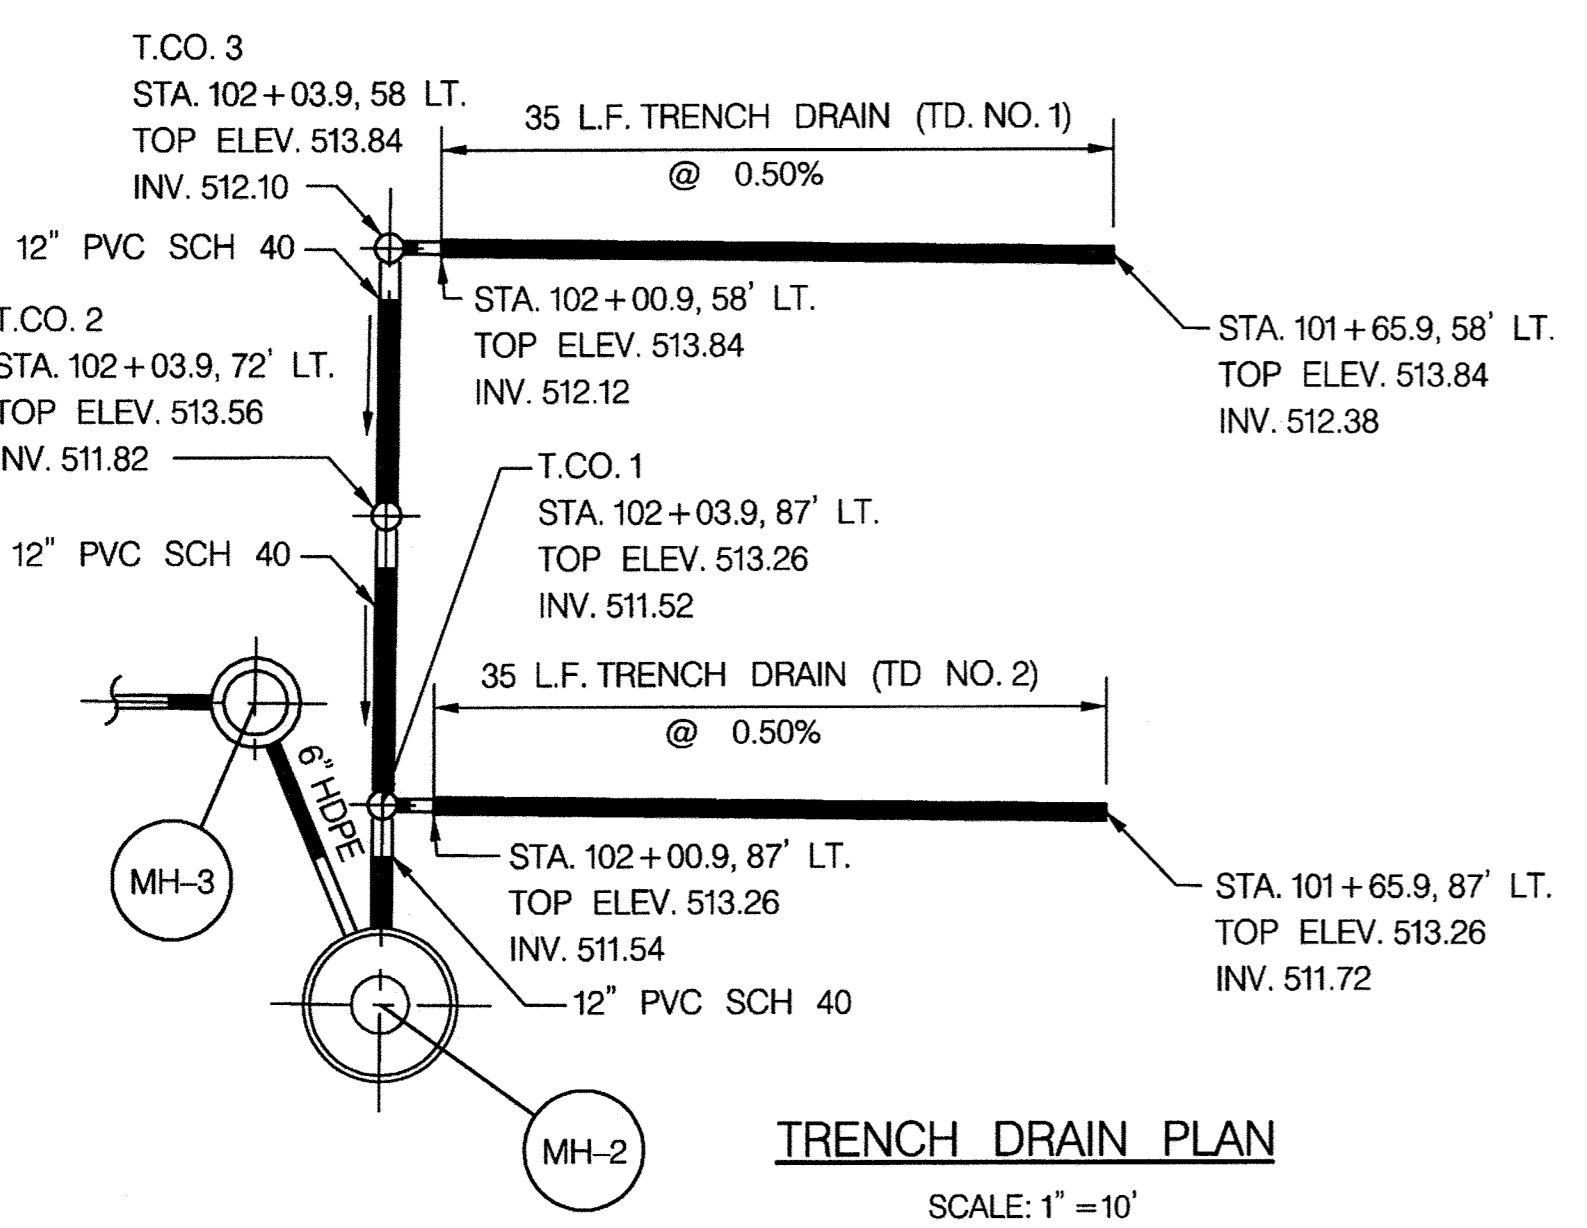 T.CO. 3
STA. 102+03.9, 58 LT.
TOP ELEV. 513.84
INV. 512.10
35 L.F. TRENCH DRAIN (TD. NO. 1)
@ 0.50%
12" PVC SCH 40
STA. 102+00.9, 58' LT.
TOP ELEV. 513.84
INV. 512.12
STA. 101+65.9, 58' LT.
TOP ELEV. 513.84
INV. 512.38
T.CO. 2
STA. 102+03.9, 72' LT.
TOP ELEV. 513.56
INV. 511.82
T.CO. 1
STA. 102+03.9, 87' LT.
TOP ELEV. 513.26
INV. 511.52
12" PVC SCH 40
35 L.F. TRENCH DRAIN (TD NO. 2)
@ 0.50%
6" HDPE
MH-3
STA. 102+00.9, 87' LT.
TOP ELEV. 513.26
INV. 511.54
12" PVC SCH 40
STA. 101+65.9, 87' LT.
TOP ELEV. 513.26
INV. 511.72
MH-2
TRENCH DRAIN PLAN
SCALE: 1" = 10'